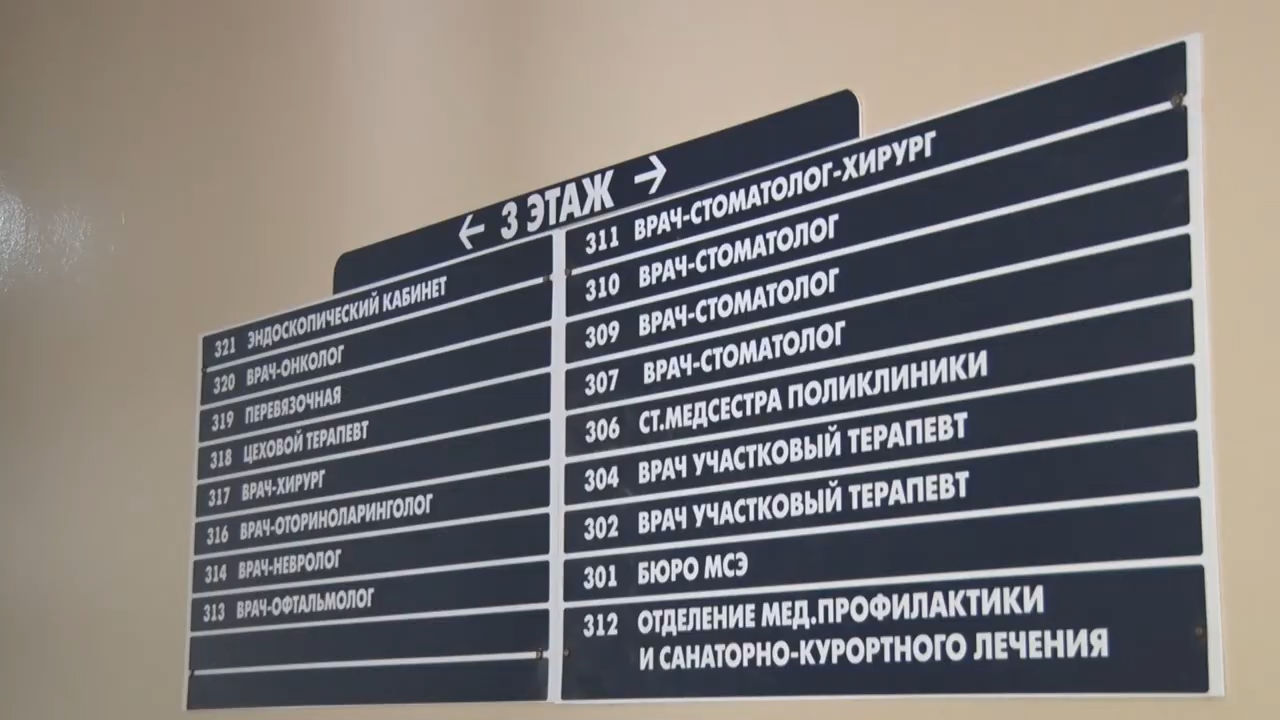 ← 3 ЭТАЖ →
321 ЭНДОСКОПИЧЕСКИЙ КАБИНЕТ
320 ВРАЧ-ОНКОЛОГ
319 ПЕРЕВЯЗОЧНАЯ
318 ЦЕХОВОЙ ТЕРАПЕВТ
317 ВРАЧ-ХИРУРГ
316 ВРАЧ-ОТОРИНОЛАРИНГОЛОГ
314 ВРАЧ-НЕВРОЛОГ
313 ВРАЧ-ОФТАЛЬМОЛОГ
311 ВРАЧ-СТОМАТОЛОГ-ХИРУРГ
310 ВРАЧ-СТОМАТОЛОГ
309 ВРАЧ-СТОМАТОЛОГ
307 ВРАЧ-СТОМАТОЛОГ
306 СТ.МЕДСЕСТРА ПОЛИКЛИНИКИ
304 ВРАЧ УЧАСТКОВЫЙ ТЕРАПЕВТ
302 ВРАЧ УЧАСТКОВЫЙ ТЕРАПЕВТ
301 БЮРО МСЭ
312 ОТДЕЛЕНИЕ МЕД.ПРОФИЛАКТИКИ
И САНАТОРНО-КУРОРТНОГО ЛЕЧЕНИЯ